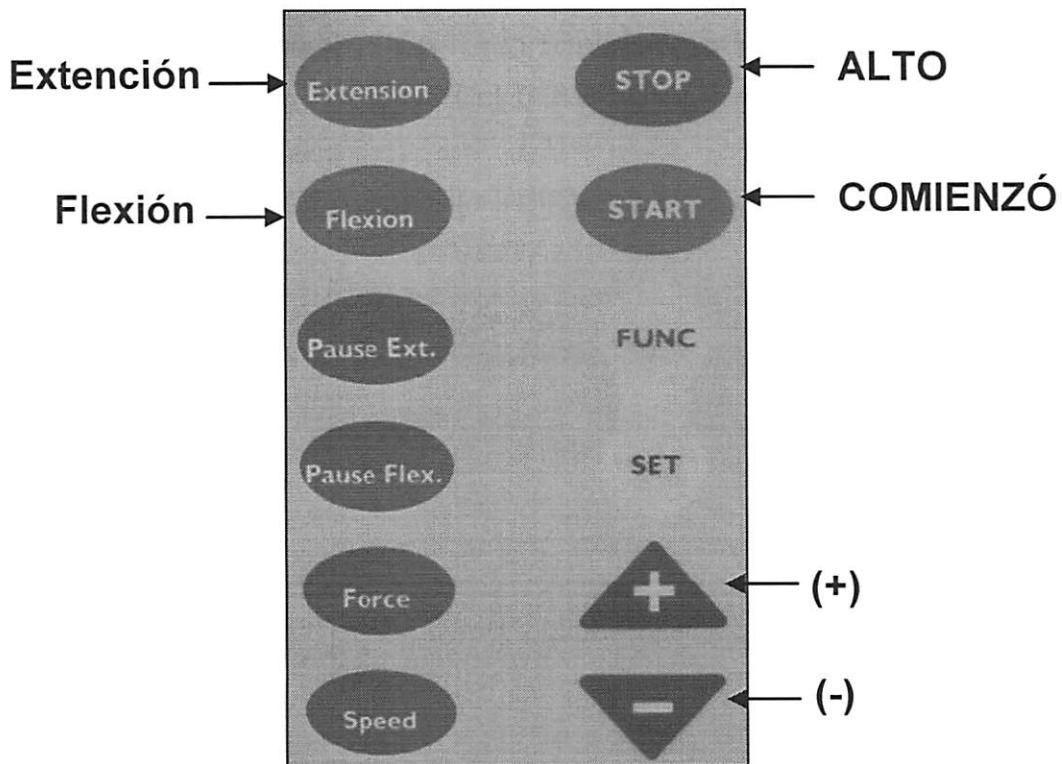 Extención
Extension
STOP
ALTO
Flexión
Flexion
START
COMIENZÓ
Pause Ext.
FUNC
Pause Flex.
SET
Force
+
(+)
Speed
−
(-)